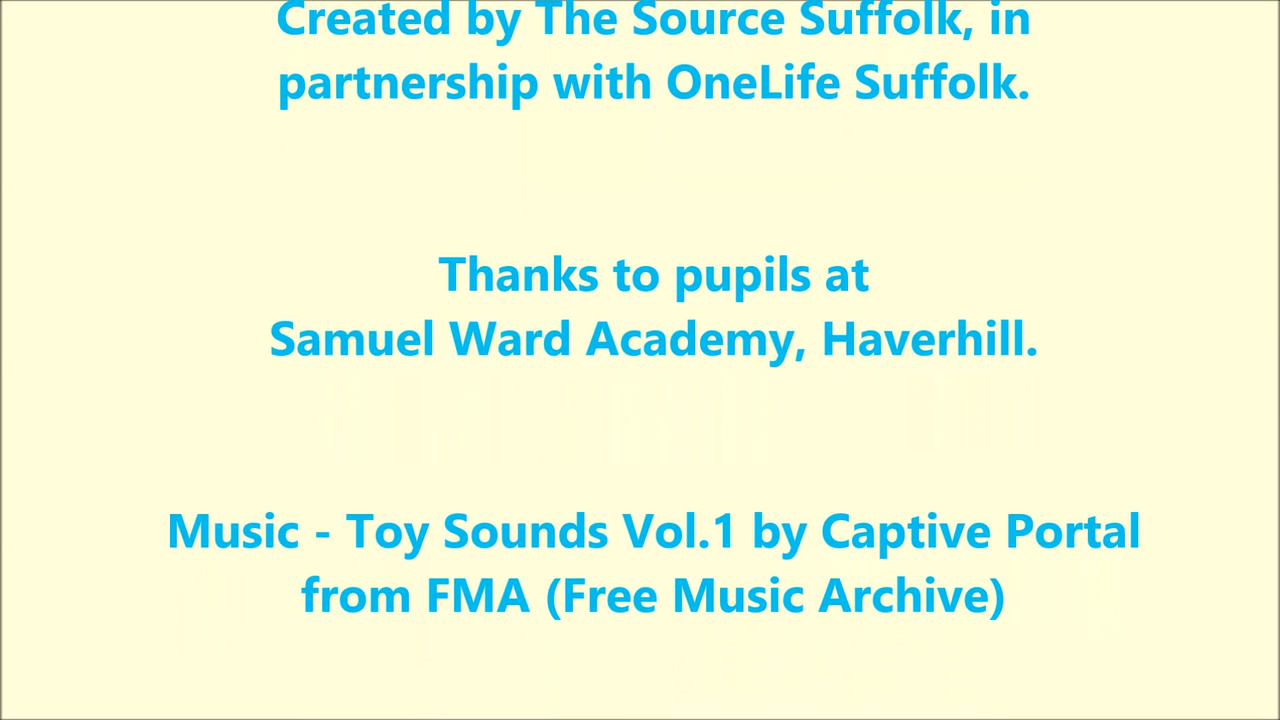 Created by The Source Suffolk, in
partnership with OneLife Suffolk.
Thanks to pupils at
Samuel Ward Academy, Haverhill.
Music - Toy Sounds Vol.1 by Captive Portal
from FMA (Free Music Archive)